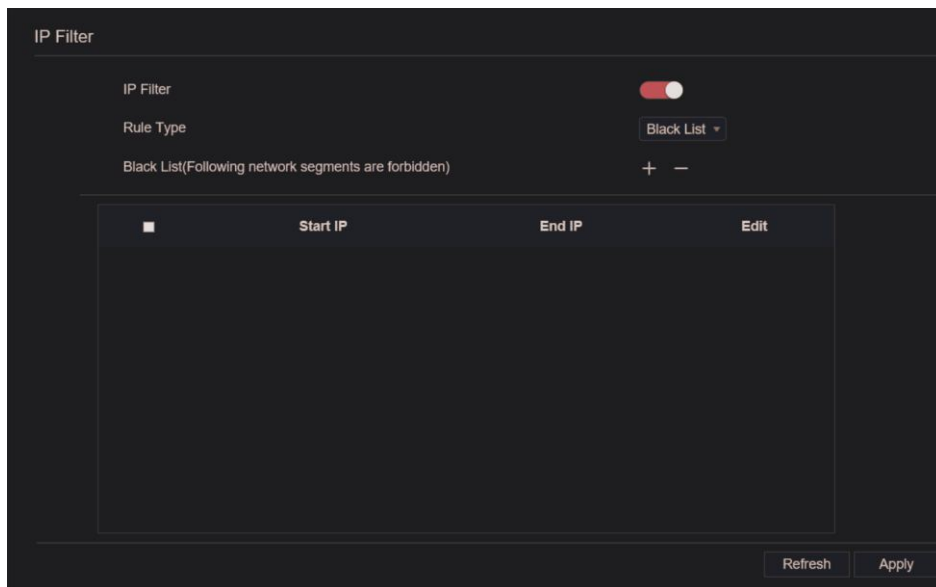 IP Filter
IP Filter
Rule Type
Black List
Black List(Following network segments are forbidden)
Start IP End IP Edit
Refresh Apply